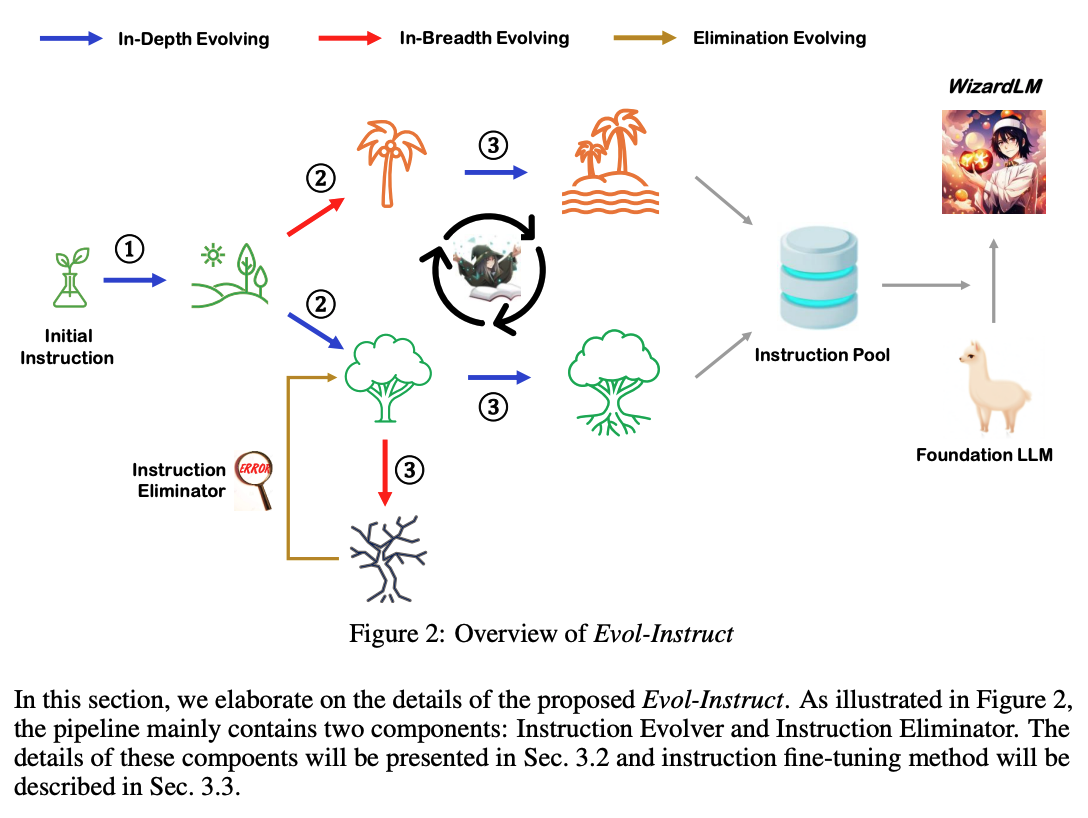 In-Depth Evolving
In-Breadth Evolving
Elimination Evolving
WizardLM
②
③
①
②
Initial
Instruction
Instruction Pool
③
Foundation LLM
Instruction
Eliminator
ERROR
③
Figure 2: Overview of Evol-Instruct
In this section, we elaborate on the details of the proposed Evol-Instruct. As illustrated in Figure 2,
the pipeline mainly contains two components: Instruction Evolver and Instruction Eliminator. The
details of these compoents will be presented in Sec. 3.2 and instruction fine-tuning method will be
described in Sec. 3.3.